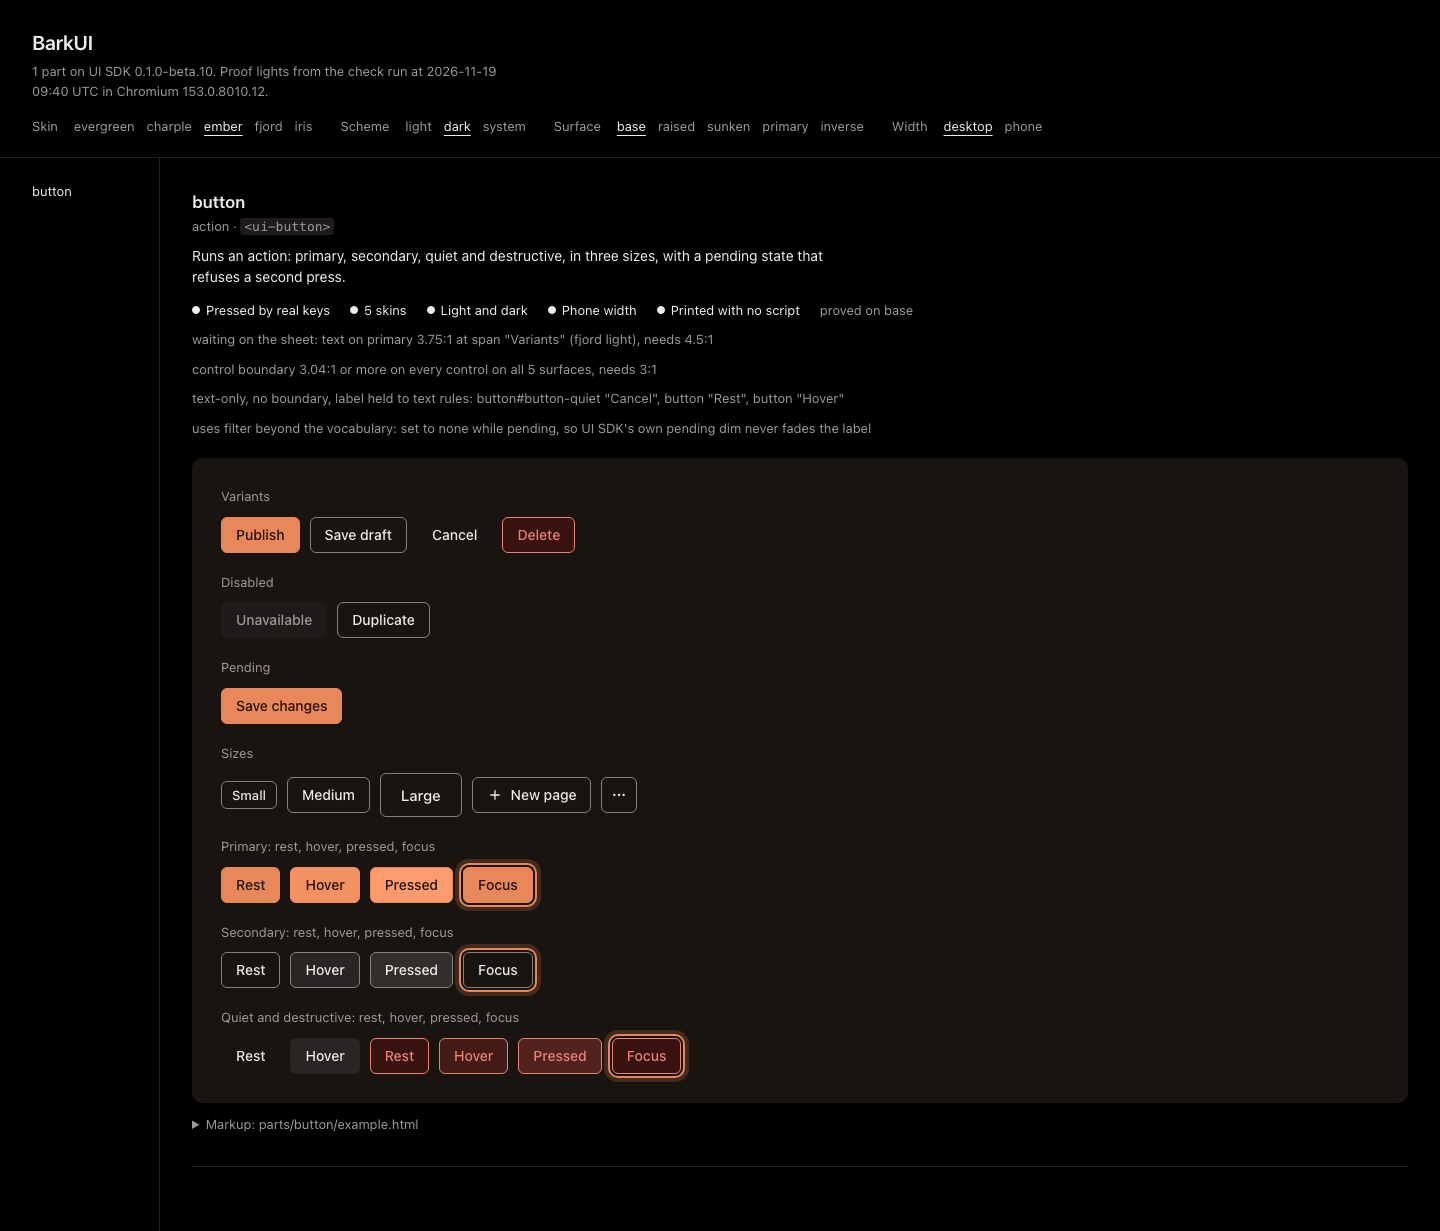 BarkUI
1 part on UI SDK 0.1.0-beta.10. Proof lights from the check run at 2026-11-19
09:40 UTC in Chromium 153.0.8010.12.
Skin evergreen charple ember fjord iris Scheme light dark system Surface base raised sunken primary inverse Width desktop phone
button
button
action · <ui-button>
Runs an action: primary, secondary, quiet and destructive, in three sizes, with a pending state that
refuses a second press.
Pressed by real keys 5 skins Light and dark Phone width Printed with no script proved on base
waiting on the sheet: text on primary 3.75:1 at span "Variants" (fjord light), needs 4.5:1
control boundary 3.04:1 or more on every control on all 5 surfaces, needs 3:1
text-only, no boundary, label held to text rules: button#button-quiet "Cancel", button "Rest", button "Hover"
uses filter beyond the vocabulary: set to none while pending, so UI SDK's own pending dim never fades the label
Variants
Publish Save draft Cancel Delete
Disabled
Unavailable Duplicate
Pending
Save changes
Sizes
Small Medium Large + New page ···
Primary: rest, hover, pressed, focus
Rest Hover Pressed Focus
Secondary: rest, hover, pressed, focus
Rest Hover Pressed Focus
Quiet and destructive: rest, hover, pressed, focus
Rest Hover Rest Hover Pressed Focus
Markup: parts/button/example.html